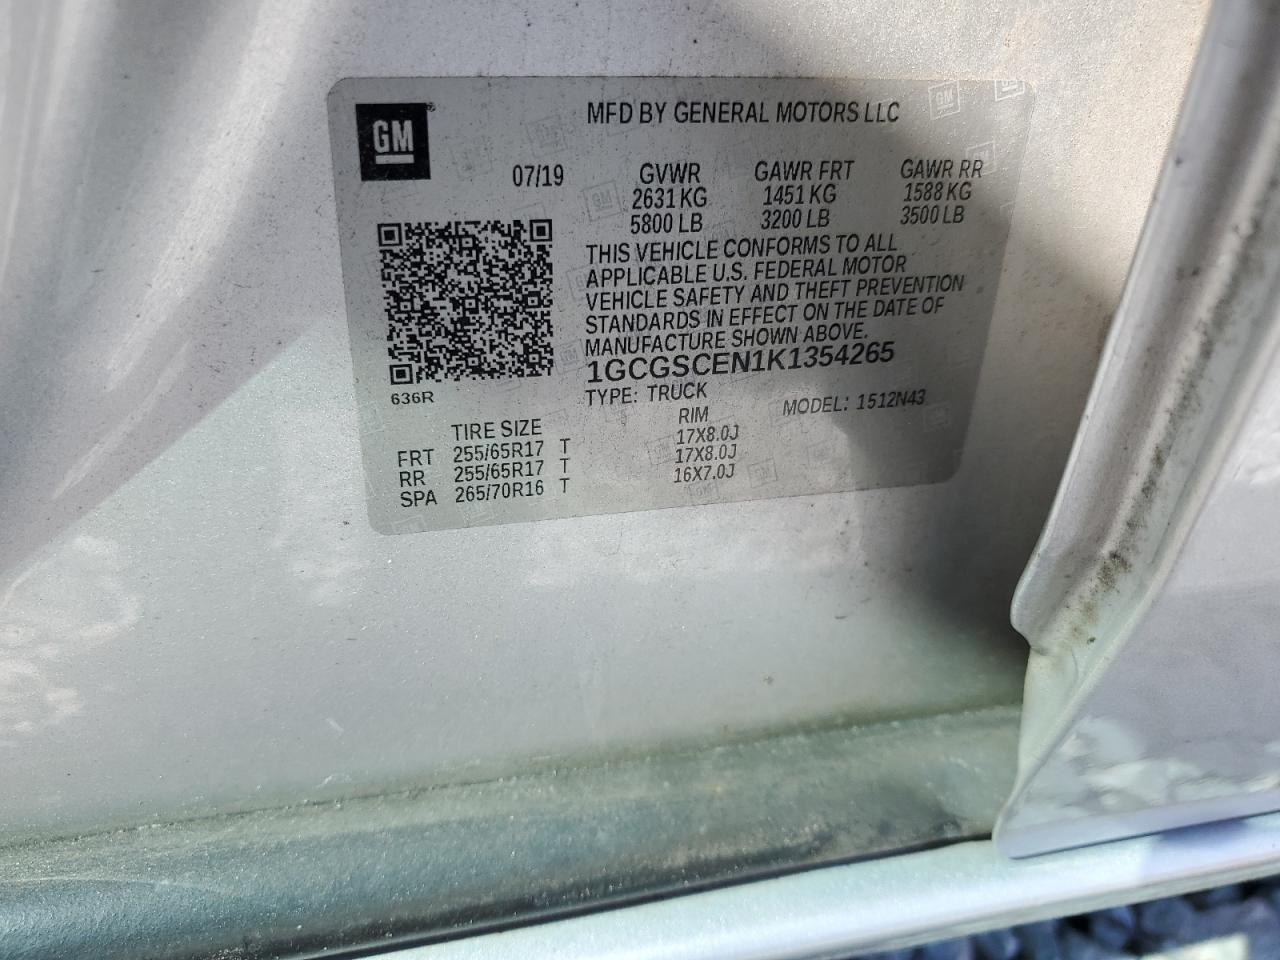 GM
MFD BY GENERAL MOTORS LLC
07/19
GVWR GAWR FRT GAWR RR
2631 KG 1451 KG 1588 KG
5800 LB 3200 LB 3500 LB
THIS VEHICLE CONFORMS TO ALL
APPLICABLE U.S. FEDERAL MOTOR
VEHICLE SAFETY AND THEFT PREVENTION
STANDARDS IN EFFECT ON THE DATE OF
MANUFACTURE SHOWN ABOVE.
1GCGSCEN1K1354265
TYPE: TRUCK MODEL: 1512N43
636R
TIRE SIZE RIM
FRT 255/65R17 T 17X8.0J
RR 255/65R17 T 17X8.0J
SPA 265/70R16 T 16X7.0J